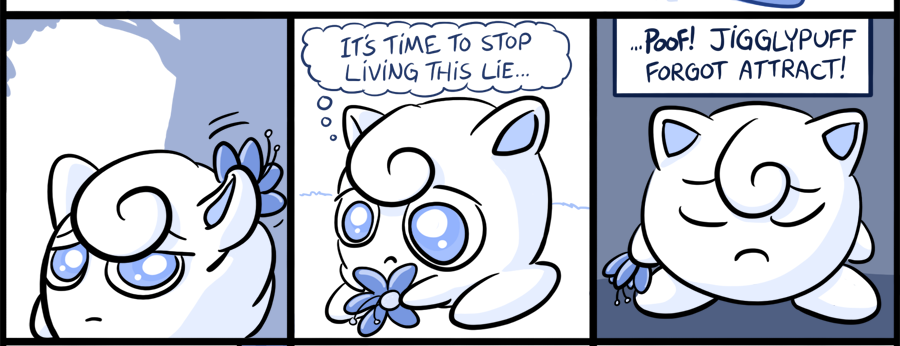 IT'S TIME TO STOP
LIVING THIS LIE...
...POOF! JIGGLYPUFF
FORGOT ATTRACT!